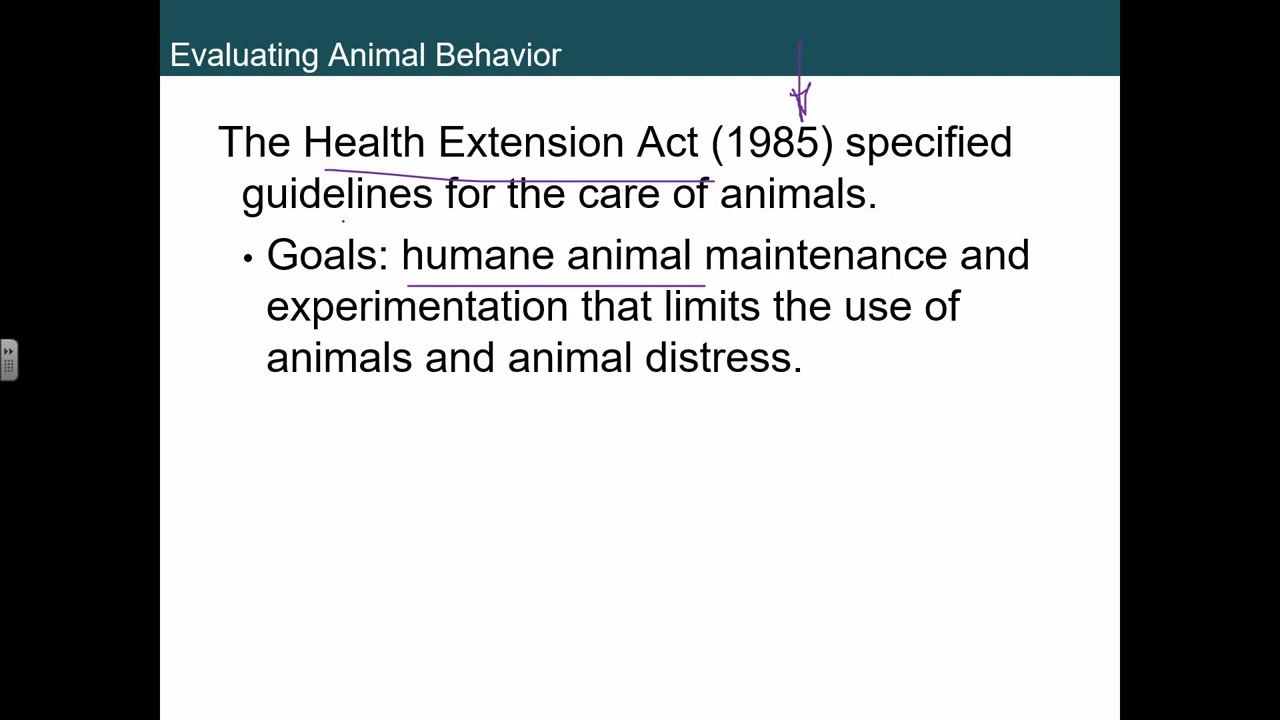 Evaluating Animal Behavior
The Health Extension Act (1985) specified
guidelines for the care of animals.
• Goals: humane animal maintenance and
experimentation that limits the use of
animals and animal distress.